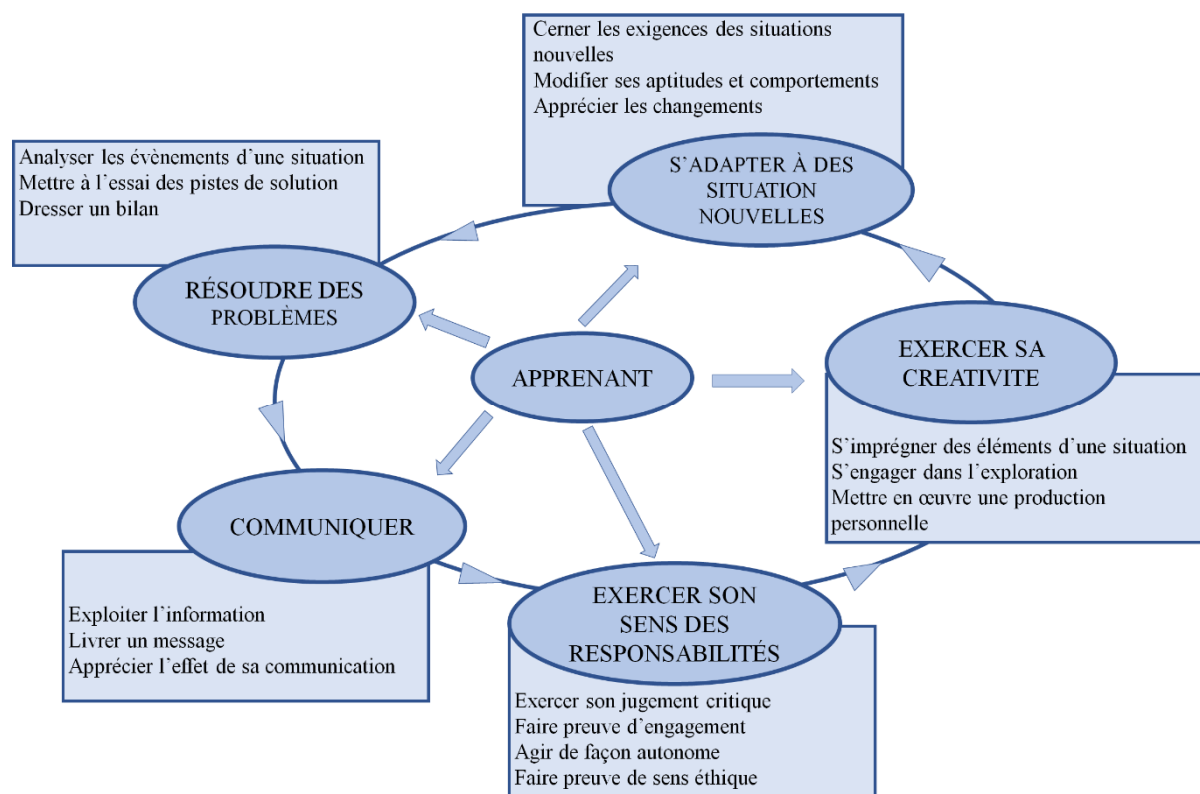 Cerner les exigences des situations
nouvelles
Modifier ses aptitudes et comportements
Apprécier les changements
S’ADAPTER À DES
SITUATION
NOUVELLES
Analyser les évènements d’une situation
Mettre à l’essai des pistes de solution
Dresser un bilan
RÉSOUDRE DES
PROBLÈMES
APPRENANT
EXERCER SA
CREATIVITE
S’imprégner des éléments d’une situation
S’engager dans l’exploration
Mettre en œuvre une production
personnelle
COMMUNIQUER
Exploiter l’information
Livrer un message
Apprécier l’effet de sa communication
EXERCER SON
SENS DES
RESPONSABILITÉS
Exercer son jugement critique
Faire preuve d’engagement
Agir de façon autonome
Faire preuve de sens éthique